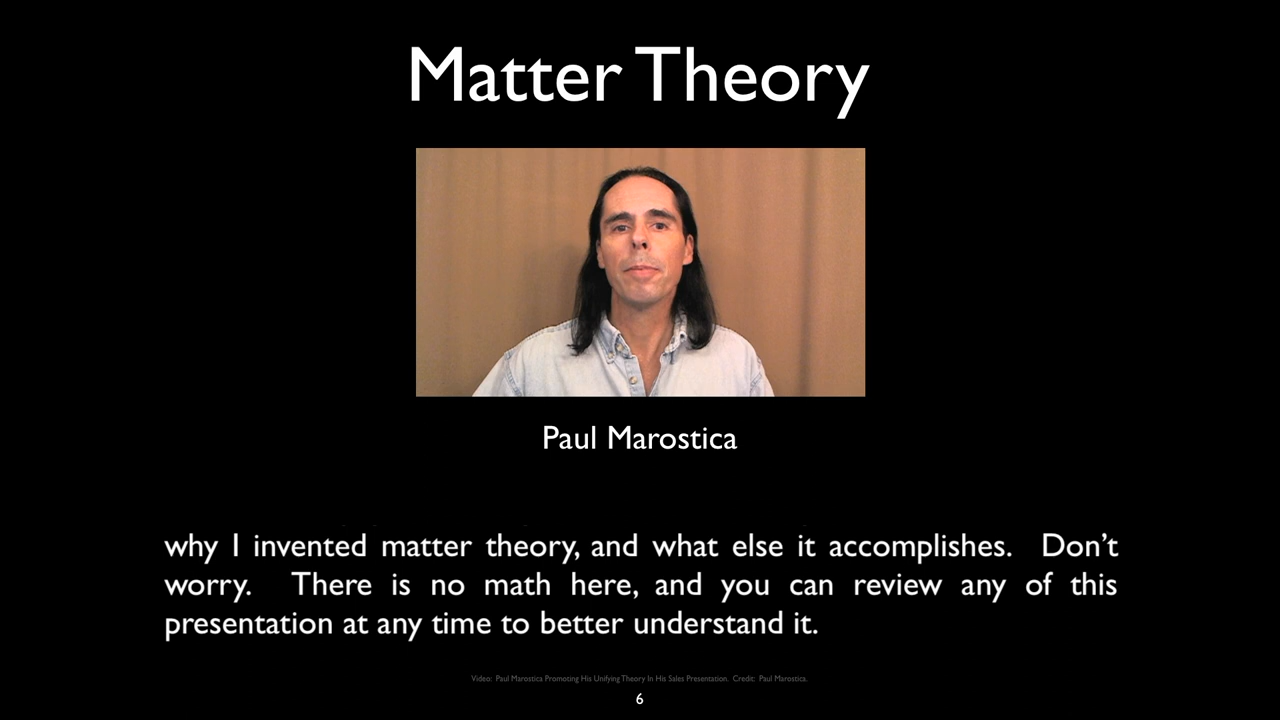 Matter Theory
Paul Marostica
why I invented matter theory, and what else it accomplishes. Don't
worry. There is no math here, and you can review any of this
presentation at any time to better understand it.
Video: Paul Marostica Promoting His Unifying Theory In His Sales Presentation. Credit: Paul Marostica.
6